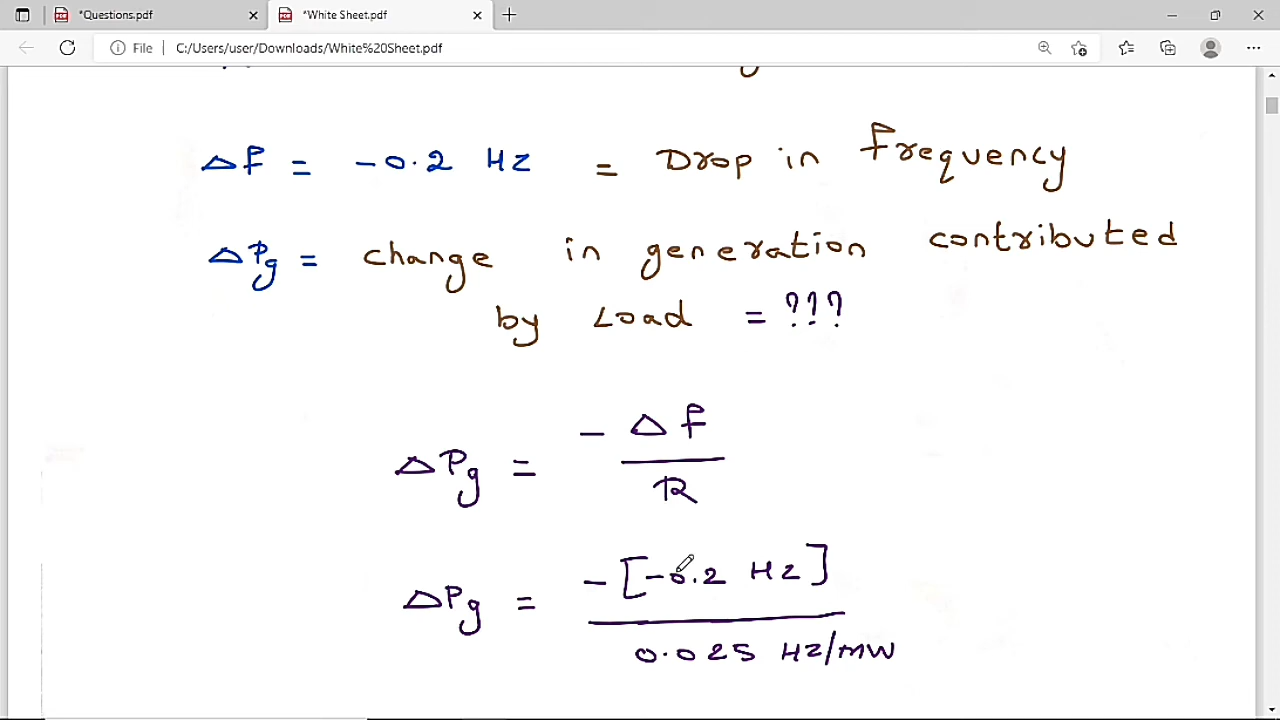 *Questions.pdf
*White Sheet.pdf
File C:/Users/user/Downloads/White%20Sheet.pdf
Δf = -0.2 Hz = Drop in frequency
ΔPg = change in generation contributed
by Load = ???
ΔPg = - Δf / R
ΔPg = -[-0.2 Hz] / 0.025 Hz/MW